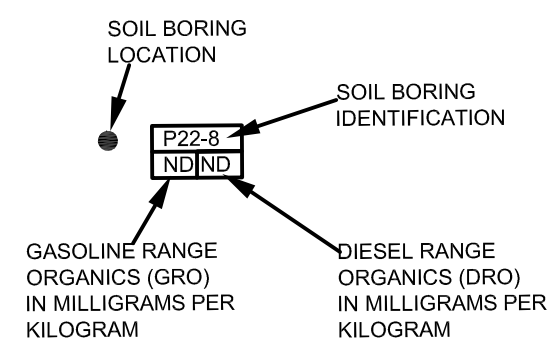 SOIL BORING
LOCATION
SOIL BORING
IDENTIFICATION
P22-8
ND ND
GASOLINE RANGE
ORGANICS (GRO)
IN MILLIGRAMS PER
KILOGRAM
DIESEL RANGE
ORGANICS (DRO)
IN MILLIGRAMS PER
KILOGRAM